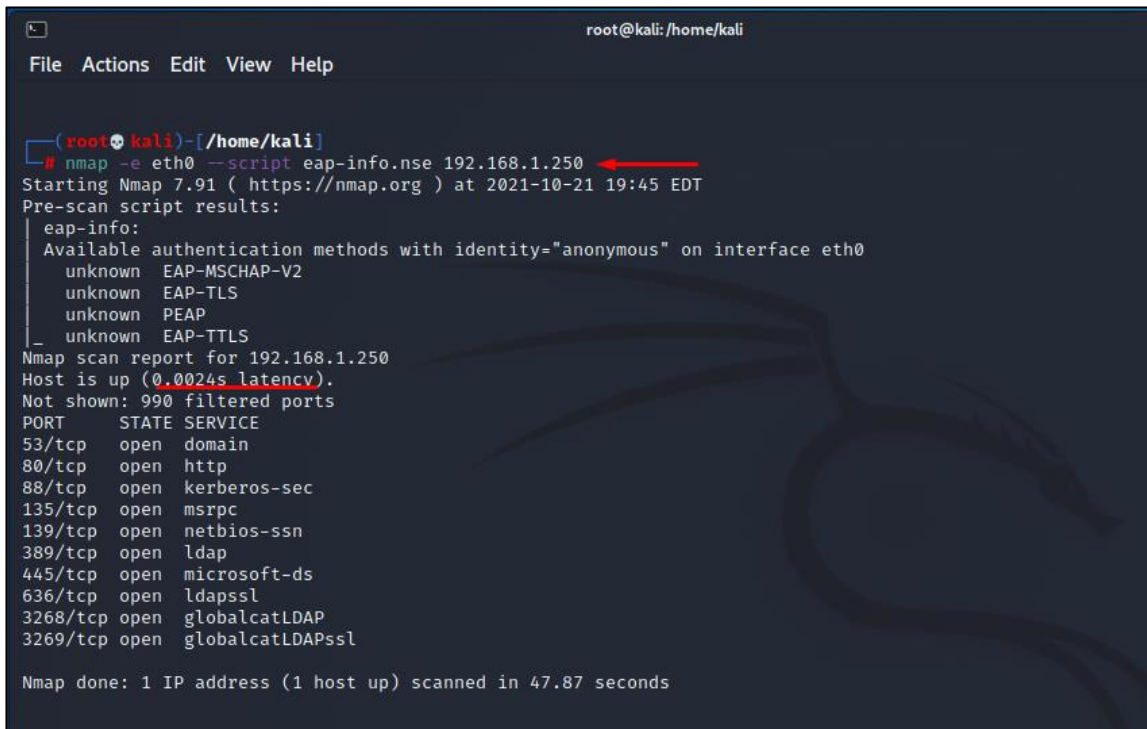 root@kali: /home/kali
File Actions Edit View Help
┌──(root💀kali)-[/home/kali]
└─# nmap -e eth0 --script eap-info.nse 192.168.1.250
Starting Nmap 7.91 ( https://nmap.org ) at 2021-10-21 19:45 EDT
Pre-scan script results:
| eap-info:
| Available authentication methods with identity="anonymous" on interface eth0
|   unknown  EAP-MSCHAP-V2
|   unknown  EAP-TLS
|   unknown  PEAP
|_  unknown  EAP-TTLS
Nmap scan report for 192.168.1.250
Host is up (0.0024s latency).
Not shown: 990 filtered ports
PORT     STATE SERVICE
53/tcp   open  domain
80/tcp   open  http
88/tcp   open  kerberos-sec
135/tcp  open  msrpc
139/tcp  open  netbios-ssn
389/tcp  open  ldap
445/tcp  open  microsoft-ds
636/tcp  open  ldapssl
3268/tcp open  globalcatLDAP
3269/tcp open  globalcatLDAPssl
Nmap done: 1 IP address (1 host up) scanned in 47.87 seconds